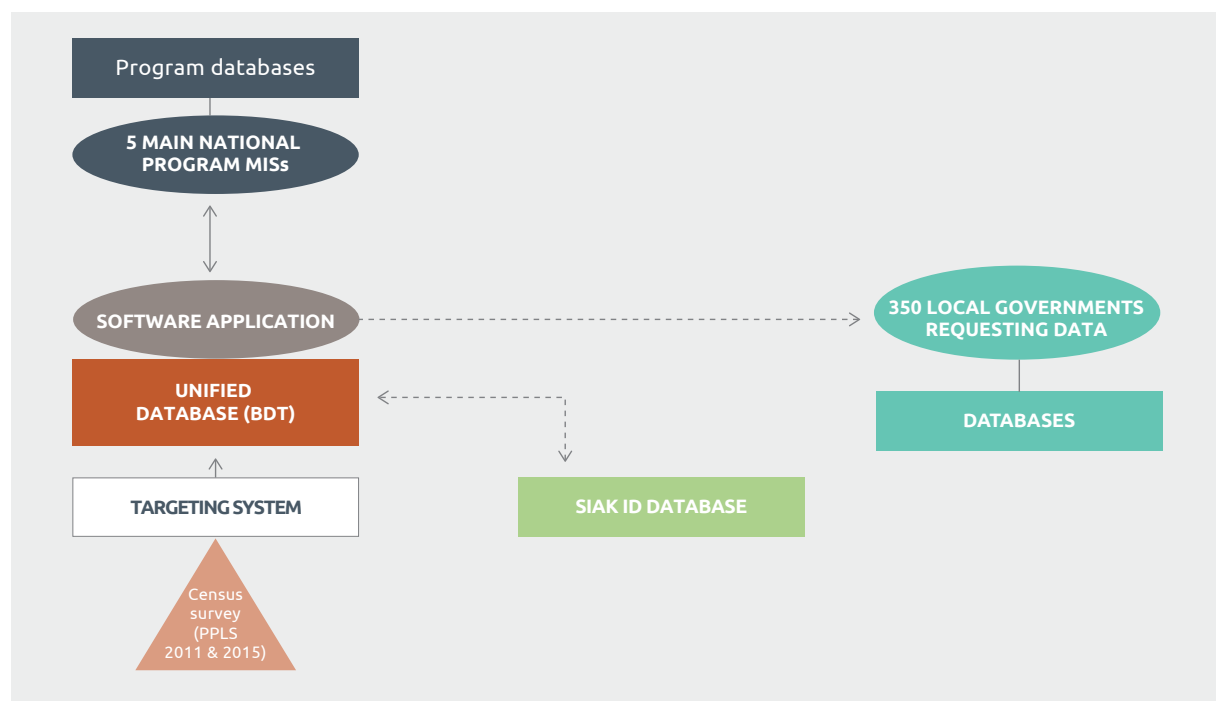 Program databases
5 MAIN NATIONAL
PROGRAM MISs
SOFTWARE APPLICATION
350 LOCAL GOVERNMENTS
REQUESTING DATA
UNIFIED
DATABASE (BDT)
DATABASES
TARGETING SYSTEM
SIAK ID DATABASE
Census
survey
(PPLS
2011 & 2015)